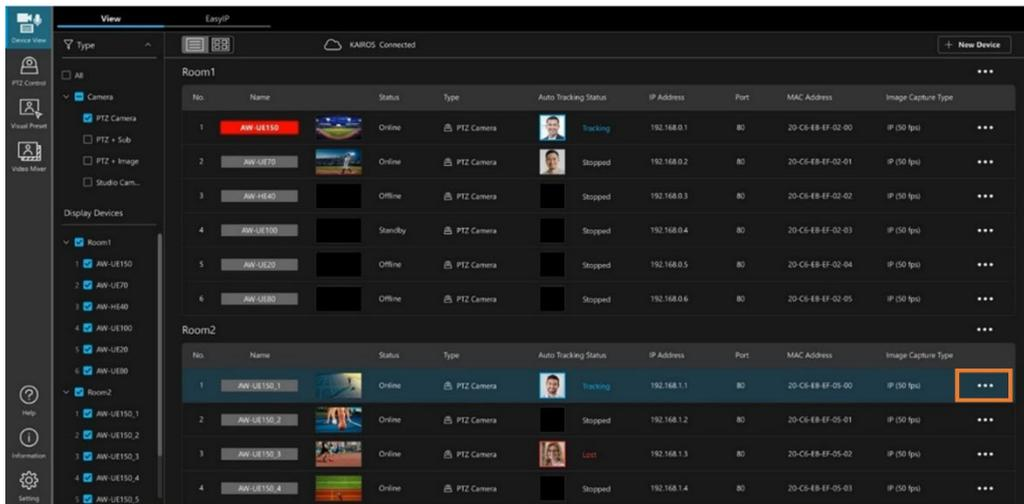 View EasyIP
Device View
Type
KAIROS Connected
+ New Device
All
Room1
PTZ Control
Camera
No. Name Status Type Auto Tracking Status IP Address Port MAC Address Image Capture Type
PTZ Camera
1 AW-UE150 Online PTZ Camera Tracking 192.168.0.1 80 20-C6-EB-EF-02-00 IP (50 fps)
Visual Preset
PTZ + Sub
PTZ + Image
2 AW-UE70 Online PTZ Camera Stopped 192.168.0.2 80 20-C6-EB-EF-02-01 IP (50 fps)
Video Mixer
Studio Cam...
3 AW-HE40 Offline PTZ Camera Stopped 192.168.0.3 80 20-C6-EB-EF-02-02 IP (50 fps)
Display Devices
4 AW-UE100 Standby PTZ Camera Stopped 192.168.0.4 80 20-C6-EB-EF-02-03 IP (50 fps)
Room1
1 AW-UE150
5 AW-UE20 Offline PTZ Camera Stopped 192.168.0.5 80 20-C6-EB-EF-02-04 IP (50 fps)
2 AW-UE70
6 AW-UE80 Offline PTZ Camera Stopped 192.168.0.6 80 20-C6-EB-EF-02-05 IP (50 fps)
3 AW-HE40
4 AW-UE100
Room2
5 AW-UE20
No. Name Status Type Auto Tracking Status IP Address Port MAC Address Image Capture Type
6 AW-UE80
1 AW-UE150_1 Online PTZ Camera Tracking 192.168.1.1 80 20-C6-EB-EF-05-00 IP (50 fps)
Room2
Help
1 AW-UE150_1
2 AW-UE150_2 Online PTZ Camera Stopped 192.168.1.2 80 20-C6-EB-EF-05-01 IP (50 fps)
2 AW-UE150_2
Information
3 AW-UE150_3
3 AW-UE150_3 Online PTZ Camera Lost 192.168.1.3 80 20-C6-EB-EF-05-02 IP (50 fps)
4 AW-UE150_4
4 AW-UE150_4 Online PTZ Camera Stopped 192.168.1.4 80 20-C6-EB-EF-05-03 IP (50 fps)
Setting
5 AW-UE150_5